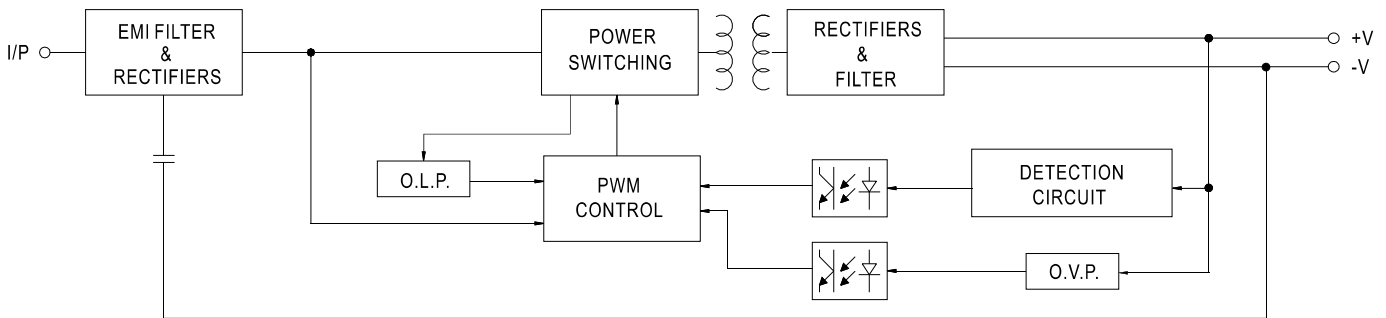 I/P
EMI FILTER
&
RECTIFIERS
POWER
SWITCHING
RECTIFIERS
&
FILTER
+V
-V
O.L.P.
PWM
CONTROL
DETECTION
CIRCUIT
O.V.P.